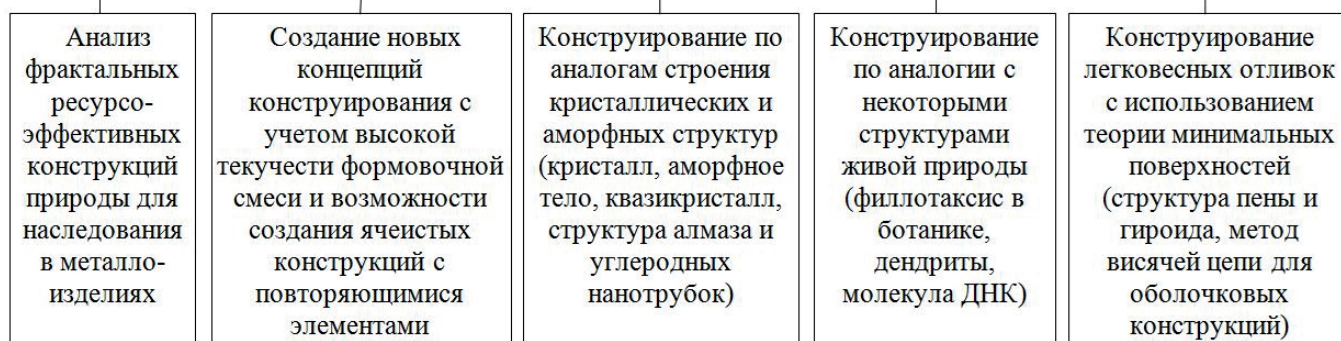 Анализ
фрактальных
ресурсо-
эффективных
конструкций
природы для
наследования
в металло-
изделиях
Создание новых
концепций
конструирования с
учетом высокой
текучести формовочной
смеси и возможности
создания ячеистых
конструкций с
повторяющимися
элементами
Конструирование по
аналогам строения
кристаллических и
аморфных структур
(кристалл, аморфное
тело, квазикристалл,
структура алмаза и
углеродных
нанотрубок)
Конструирование
по аналогии с
некоторыми
структурами
живой природы
(филлотаксис в
ботанике,
дендриты,
молекула ДНК)
Конструирование
легковесных отливок
с использованием
теории минимальных
поверхностей
(структура пены и
гироида, метод
висячей цепи для
оболочковых
конструкций)